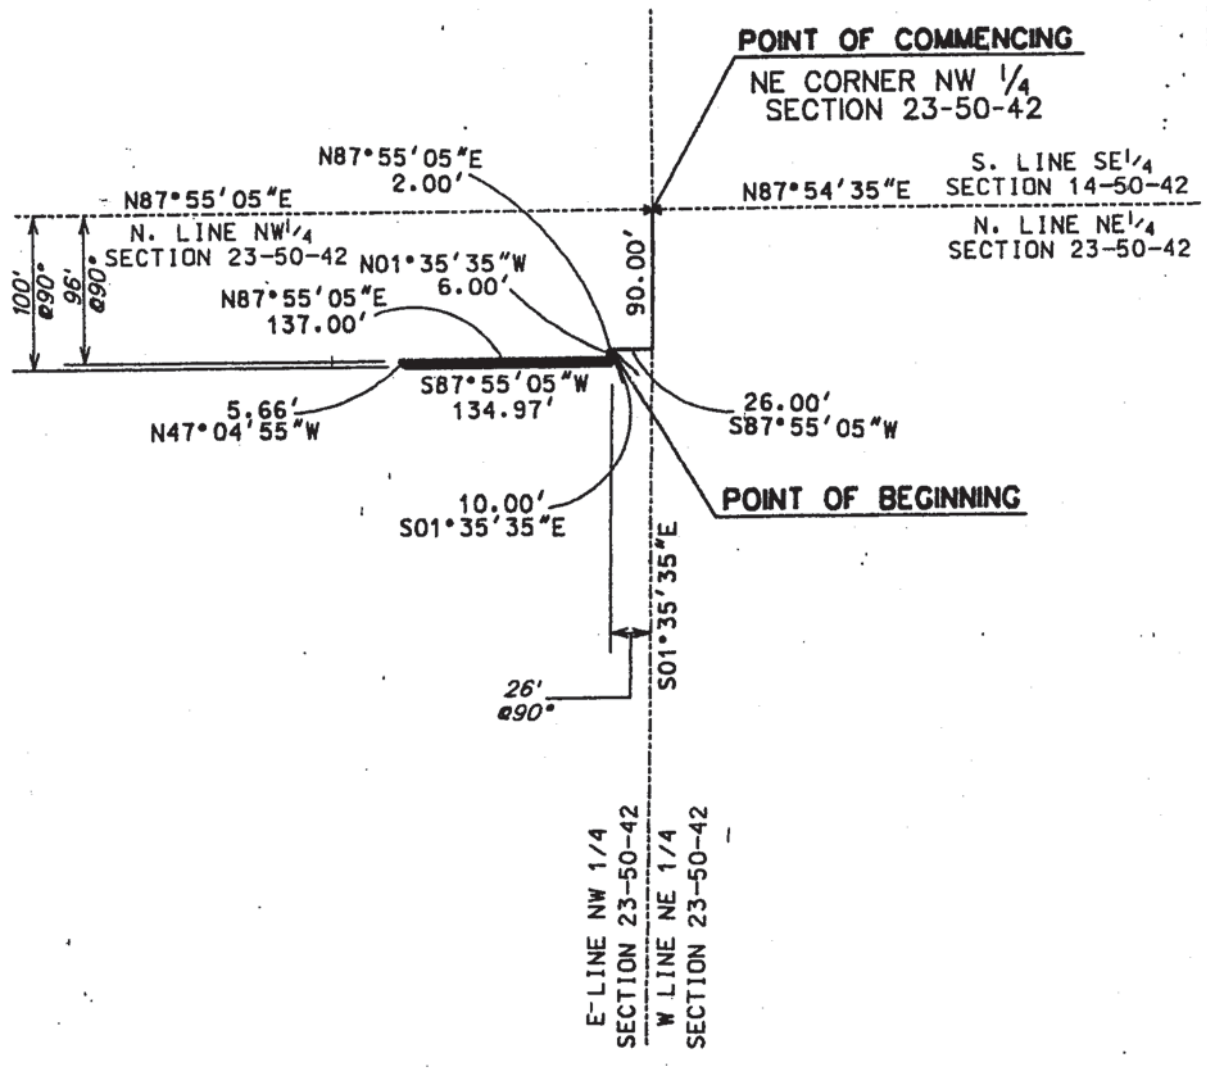 POINT OF COMMENCING
NE CORNER NW 1/4
SECTION 23-50-42
N87°55'05"E
2.00'
S. LINE SE1/4
SECTION 14-50-42
N87°55'05"E
N87°54'35"E
N. LINE NW1/4
SECTION 23-50-42
N. LINE NE1/4
SECTION 23-50-42
100'
@90°
96'
@90°
N01°35'35"W
6.00'
90.00'
N87°55'05"E
137.00'
S87°55'05"W
134.97'
5.66'
N47°04'55"W
26.00'
S87°55'05"W
10.00'
S01°35'35"E
POINT OF BEGINNING
S01°35'35"E
26'
@90°
E-LINE NW 1/4
SECTION 23-50-42
W LINE NE 1/4
SECTION 23-50-42